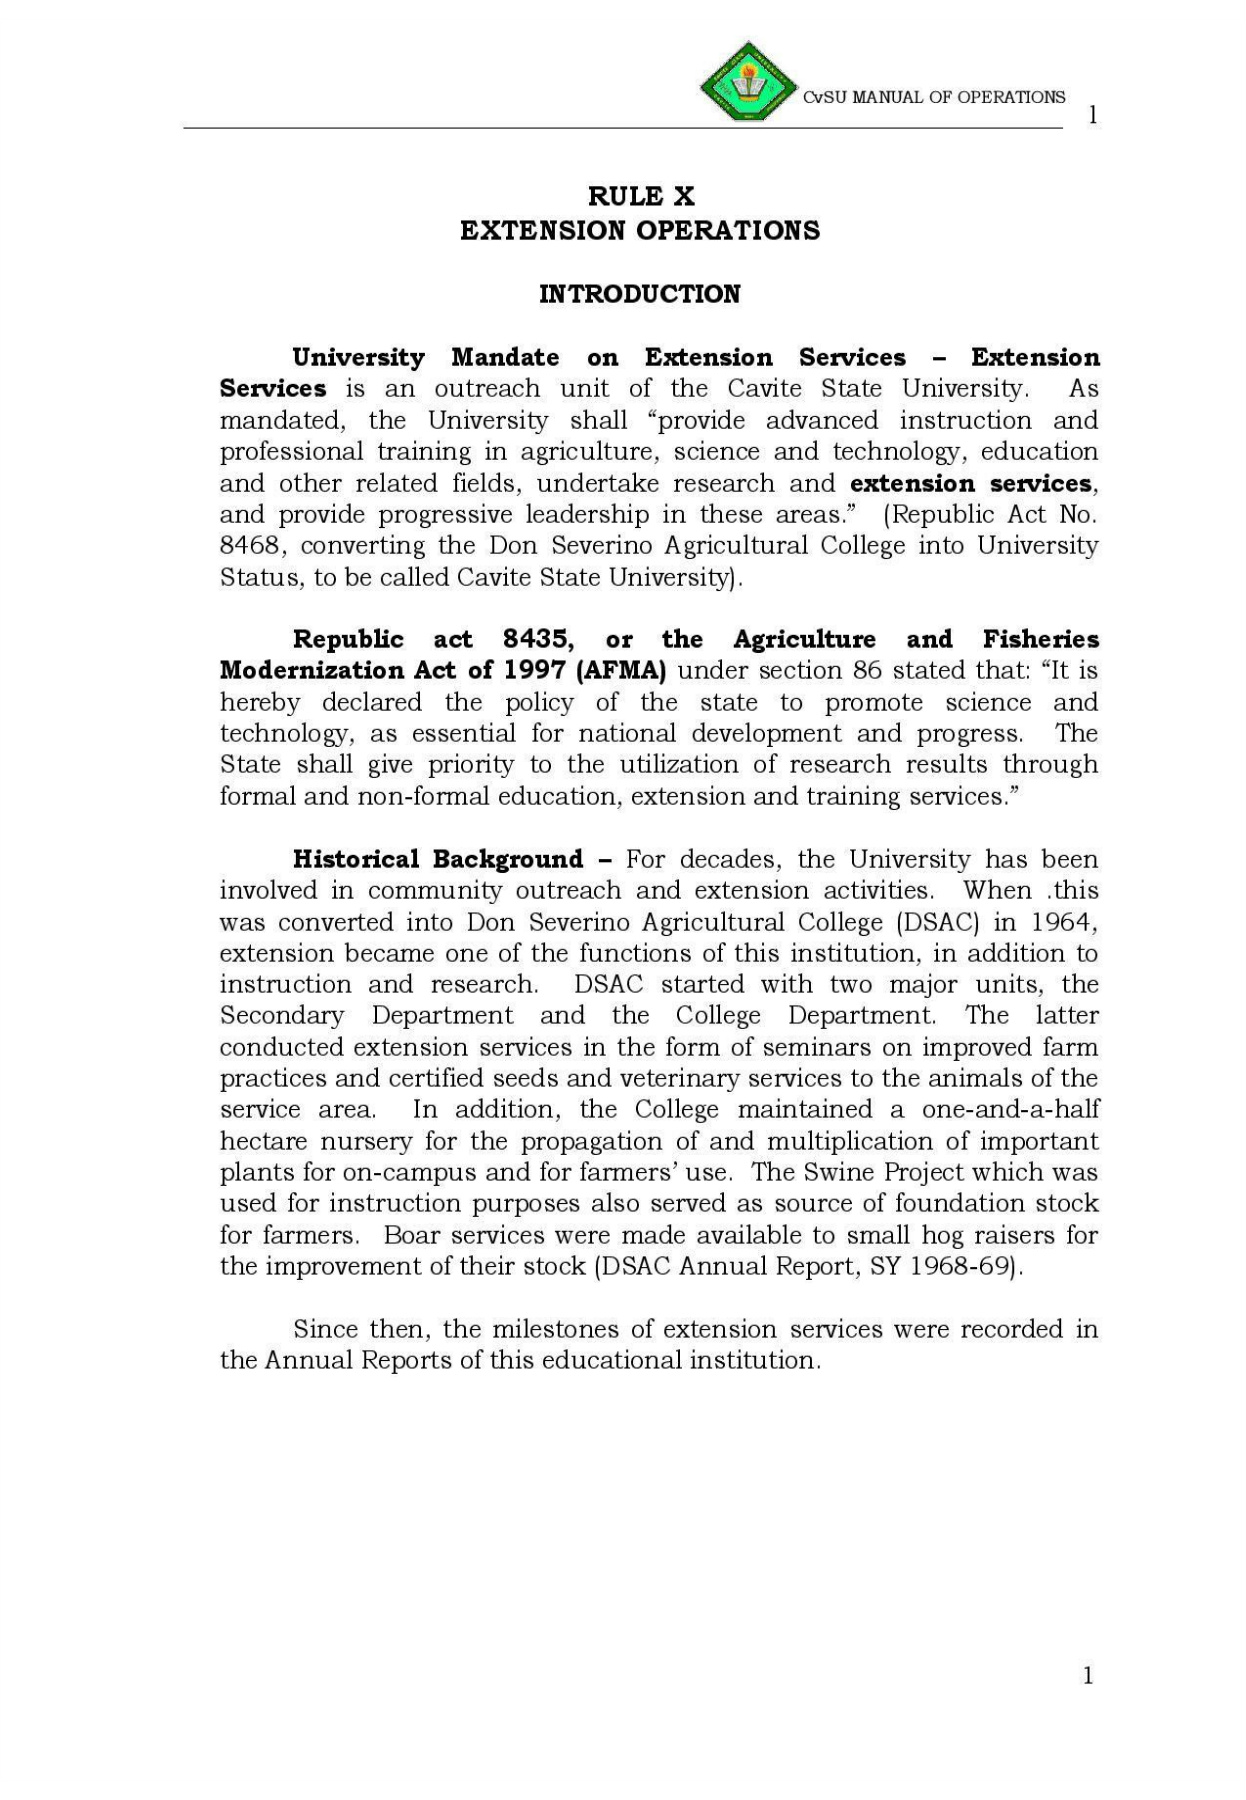 CvSU MANUAL OF OPERATIONS
1
RULE X
EXTENSION OPERATIONS
INTRODUCTION
University Mandate on Extension Services – Extension
Services is an outreach unit of the Cavite State University. As
mandated, the University shall “provide advanced instruction and
professional training in agriculture, science and technology, education
and other related fields, undertake research and extension services,
and provide progressive leadership in these areas.” (Republic Act No.
8468, converting the Don Severino Agricultural College into University
Status, to be called Cavite State University).
Republic act 8435, or the Agriculture and Fisheries
Modernization Act of 1997 (AFMA) under section 86 stated that: “It is
hereby declared the policy of the state to promote science and
technology, as essential for national development and progress. The
State shall give priority to the utilization of research results through
formal and non-formal education, extension and training services.”
Historical Background – For decades, the University has been
involved in community outreach and extension activities. When .this
was converted into Don Severino Agricultural College (DSAC) in 1964,
extension became one of the functions of this institution, in addition to
instruction and research. DSAC started with two major units, the
Secondary Department and the College Department. The latter
conducted extension services in the form of seminars on improved farm
practices and certified seeds and veterinary services to the animals of the
service area. In addition, the College maintained a one-and-a-half
hectare nursery for the propagation of and multiplication of important
plants for on-campus and for farmers’ use. The Swine Project which was
used for instruction purposes also served as source of foundation stock
for farmers. Boar services were made available to small hog raisers for
the improvement of their stock (DSAC Annual Report, SY 1968-69).
Since then, the milestones of extension services were recorded in
the Annual Reports of this educational institution.
1